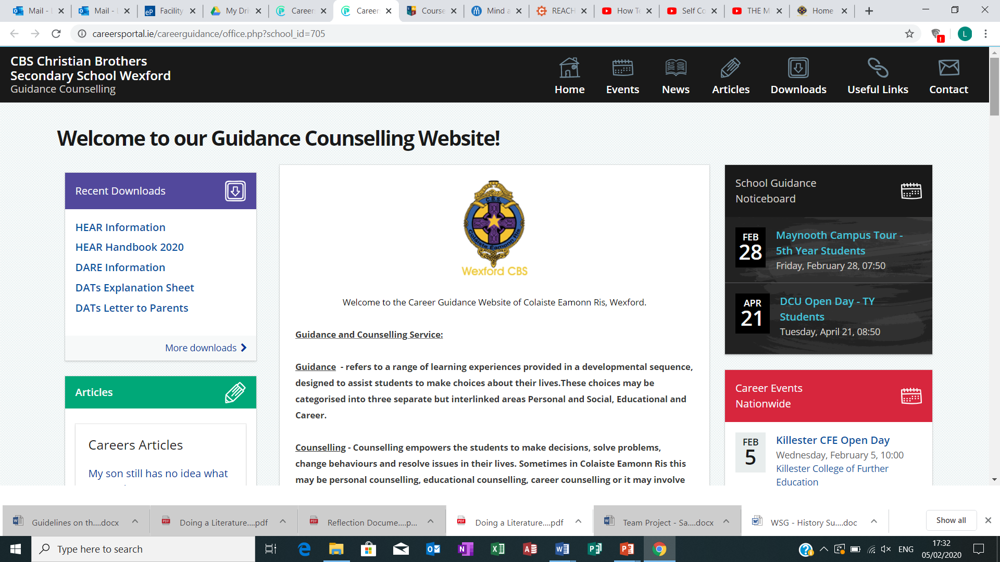 Mail - L
Mail - L
Facility
My Dri
Career
Career
Course
Mind a
REACH
How T
Self Co
THE M
Home
careersportal.ie/careerguidance/office.php?school_id=705
L
CBS Christian Brothers
Secondary School Wexford
Guidance Counselling
Home
Events
News
Articles
Downloads
Useful Links
Contact
Welcome to our Guidance Counselling Website!
Recent Downloads
HEAR Information
HEAR Handbook 2020
DARE Information
DATs Explanation Sheet
DATs Letter to Parents
More downloads
Articles
Careers Articles
My son still has no idea what
C.B.S.
Colaiste Eamonn Ris
Wexford CBS
Welcome to the Career Guidance Website of Colaiste Eamonn Ris, Wexford.
Guidance and Counselling Service:
Guidance - refers to a range of learning experiences provided in a developmental sequence,
designed to assist students to make choices about their lives.These choices may be
categorised into three separate but interlinked areas Personal and Social, Educational and
Career.
Counselling - Counselling empowers the students to make decisions, solve problems,
change behaviours and resolve issues in their lives. Sometimes in Colaiste Eamonn Ris this
may be personal counselling, educational counselling, career counselling or it may involve
School Guidance
Noticeboard
FEB
28
Maynooth Campus Tour -
5th Year Students
Friday, February 28, 07:50
APR
21
DCU Open Day - TY
Students
Tuesday, April 21, 08:50
Career Events
Nationwide
FEB
5
Killester CFE Open Day
Wednesday, February 5, 10:00
Killester College of Further
Education
Guidelines on th....docx
Doing a Literature....pdf
Reflection Docume....p...
Doing a Literature....pdf
Team Project - Sa....docx
WSG - History Su....doc
Show all
Type here to search
ENG
17:32
05/02/2020